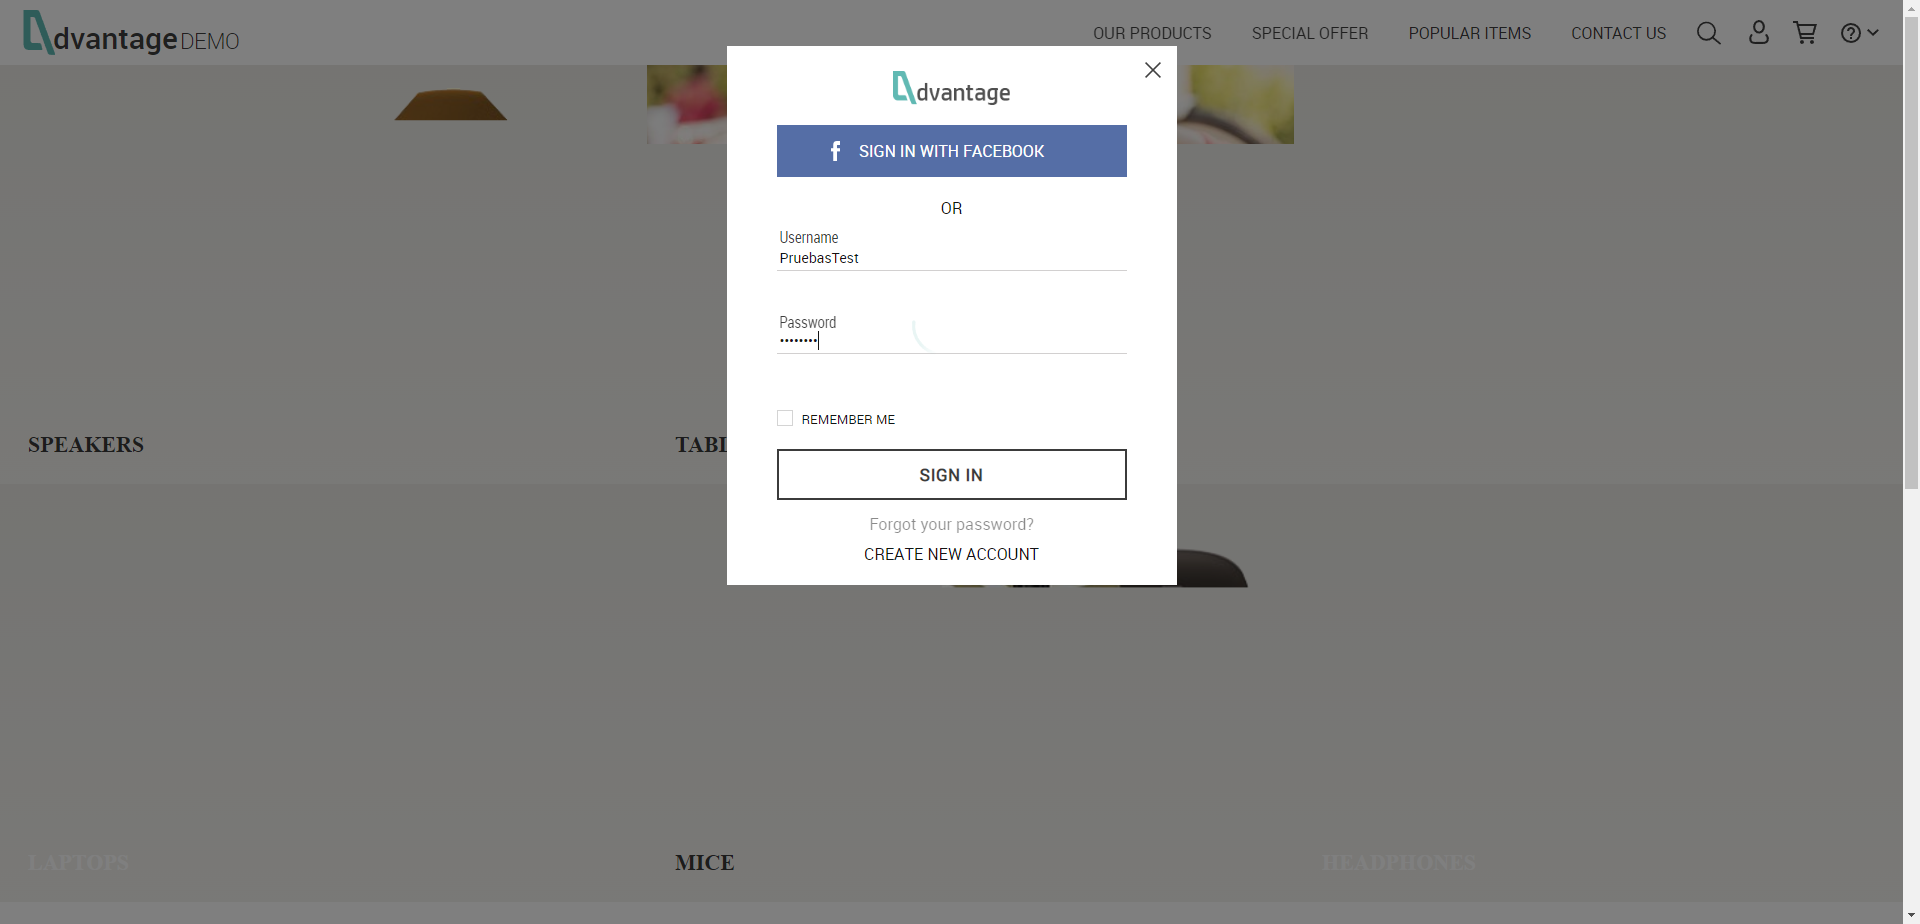 dvantage DEMO
OUR PRODUCTS
SPECIAL OFFER
POPULAR ITEMS
CONTACT US
dvantage
SIGN IN WITH FACEBOOK
OR
Username
PruebasTest
Password
••••••••
REMEMBER ME
SIGN IN
Forgot your password?
CREATE NEW ACCOUNT
SPEAKERS
TABL
LAPTOPS
MICE
HEADPHONES